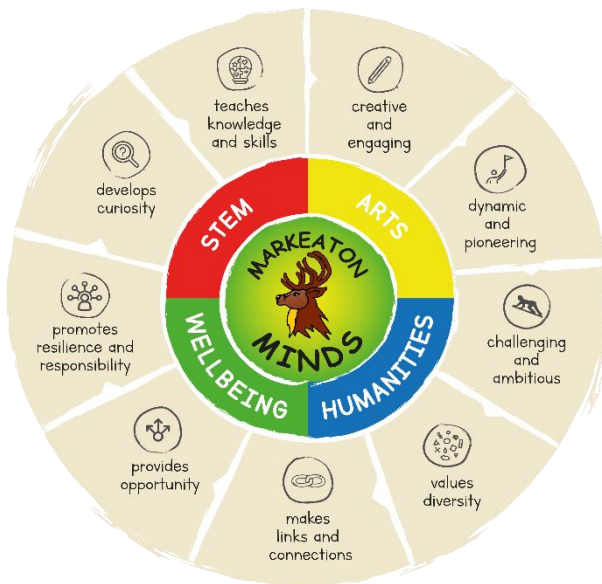 teaches
knowledge
and skills
creative
and
engaging
develops
curiosity
dynamic
and
pioneering
STEM
ARTS
MARKEATON
MINDS
WELLBEING
HUMANITIES
promotes
resilience and
responsibility
challenging
and
ambitious
provides
opportunity
values
diversity
makes
links and
connections